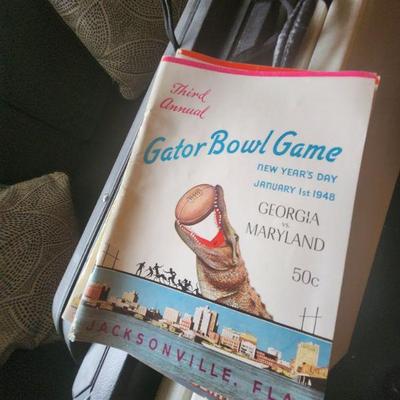 Third
Annual
Gator Bowl Game
NEW YEAR'S DAY
JANUARY 1st 1948
GEORGIA
vs.
MARYLAND
50c
JACKSONVILLE, FLA